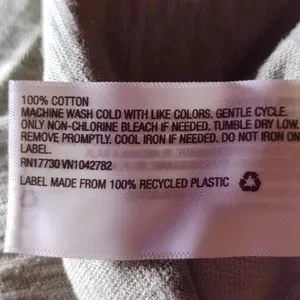 100% COTTON
MACHINE WASH COLD WITH LIKE COLORS. GENTLE CYCLE.
ONLY NON-CHLORINE BLEACH IF NEEDED. TUMBLE DRY LOW.
REMOVE PROMPTLY. COOL IRON IF NEEDED. DO NOT IRON ON
LABEL.
RN17730 VN1042782
LABEL MADE FROM 100% RECYCLED PLASTIC